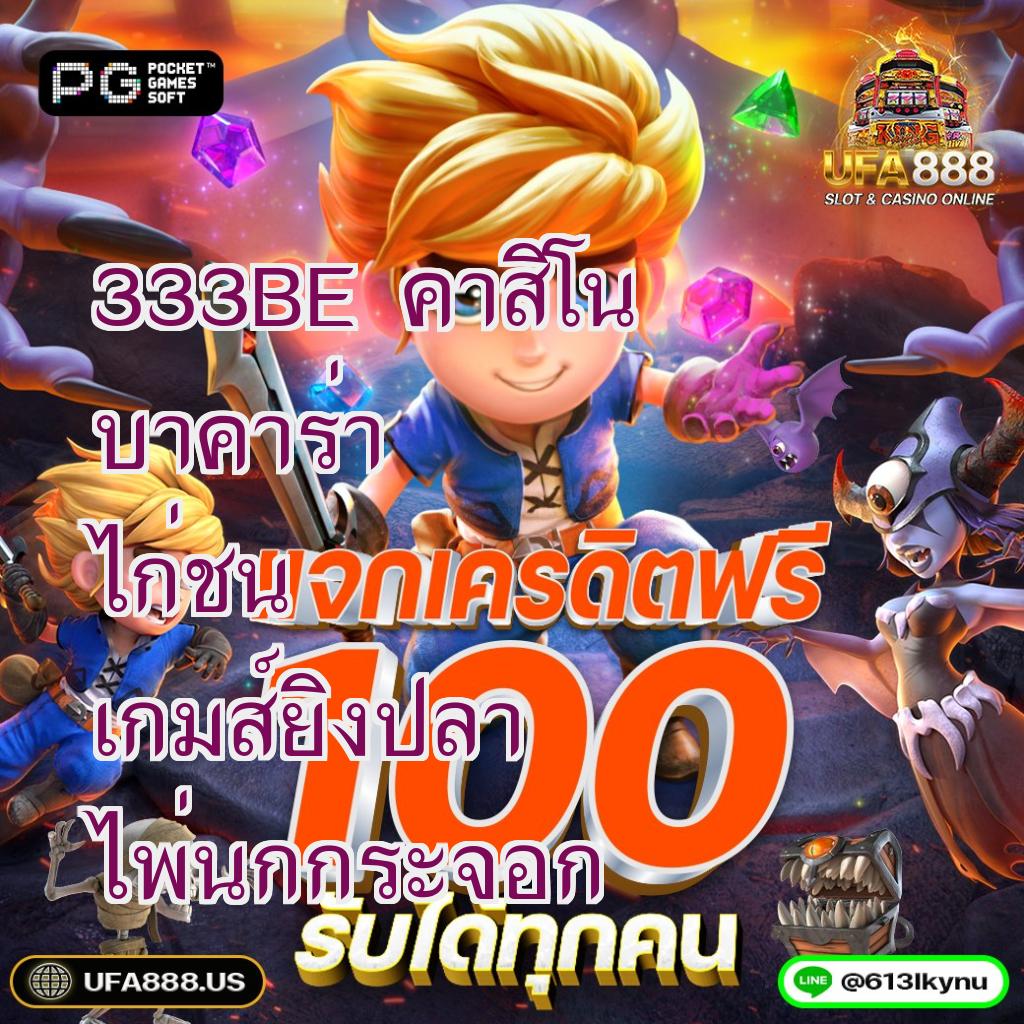 PG POCKET GAMES SOFT™
UFA888
SLOT & CASINO ONLINE
333BE คาสิโน
บาคาร่า
ไก่ชน
แจกเครดิตฟรี
100
เกมส์ยิงปลา
ไพ่นกกระจอก
รับได้ทุกคน
UFA888.US
LINE @613lkynu